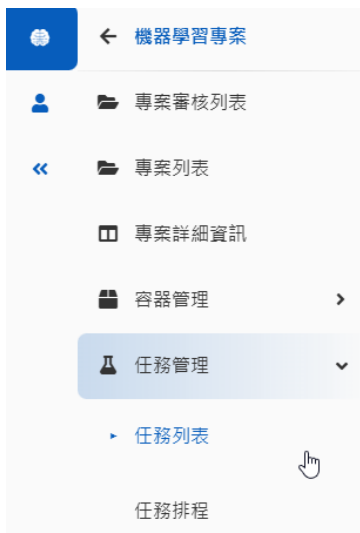 機器學習專案
專案審核列表
專案列表
專案詳細資訊
容器管理
任務管理
任務列表
任務排程